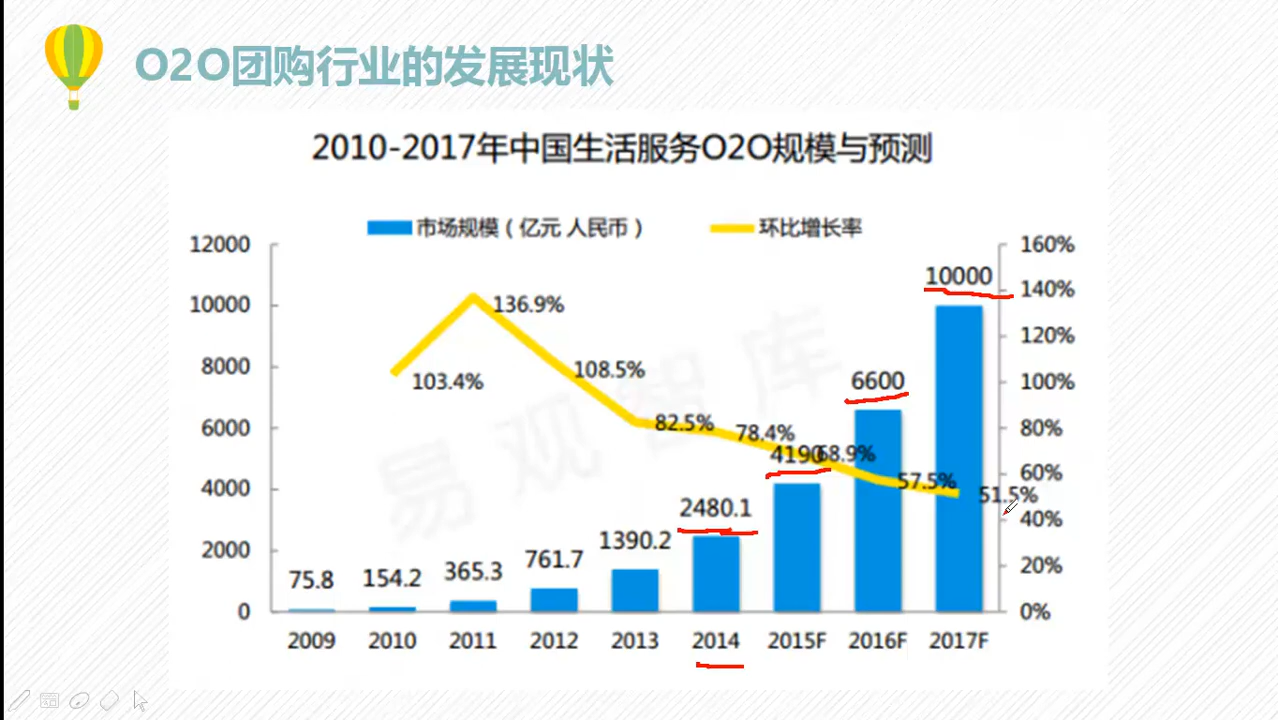 O2O团购行业的发展现状
2010-2017年中国生活服务O2O规模与预测
市场规模（亿元 人民币） 环比增长率
12000 160%
10000
10000 140%
136.9%
120%
8000 108.5%
103.4% 6600 100%
6000 82.5% 78.4% 80%
4190 68.9%
57.5% 60%
4000 51.5%
2480.1 40%
1390.2
2000 761.7
365.3 20%
75.8 154.2
0 0%
2009 2010 2011 2012 2013 2014 2015F 2016F 2017F
易观智库